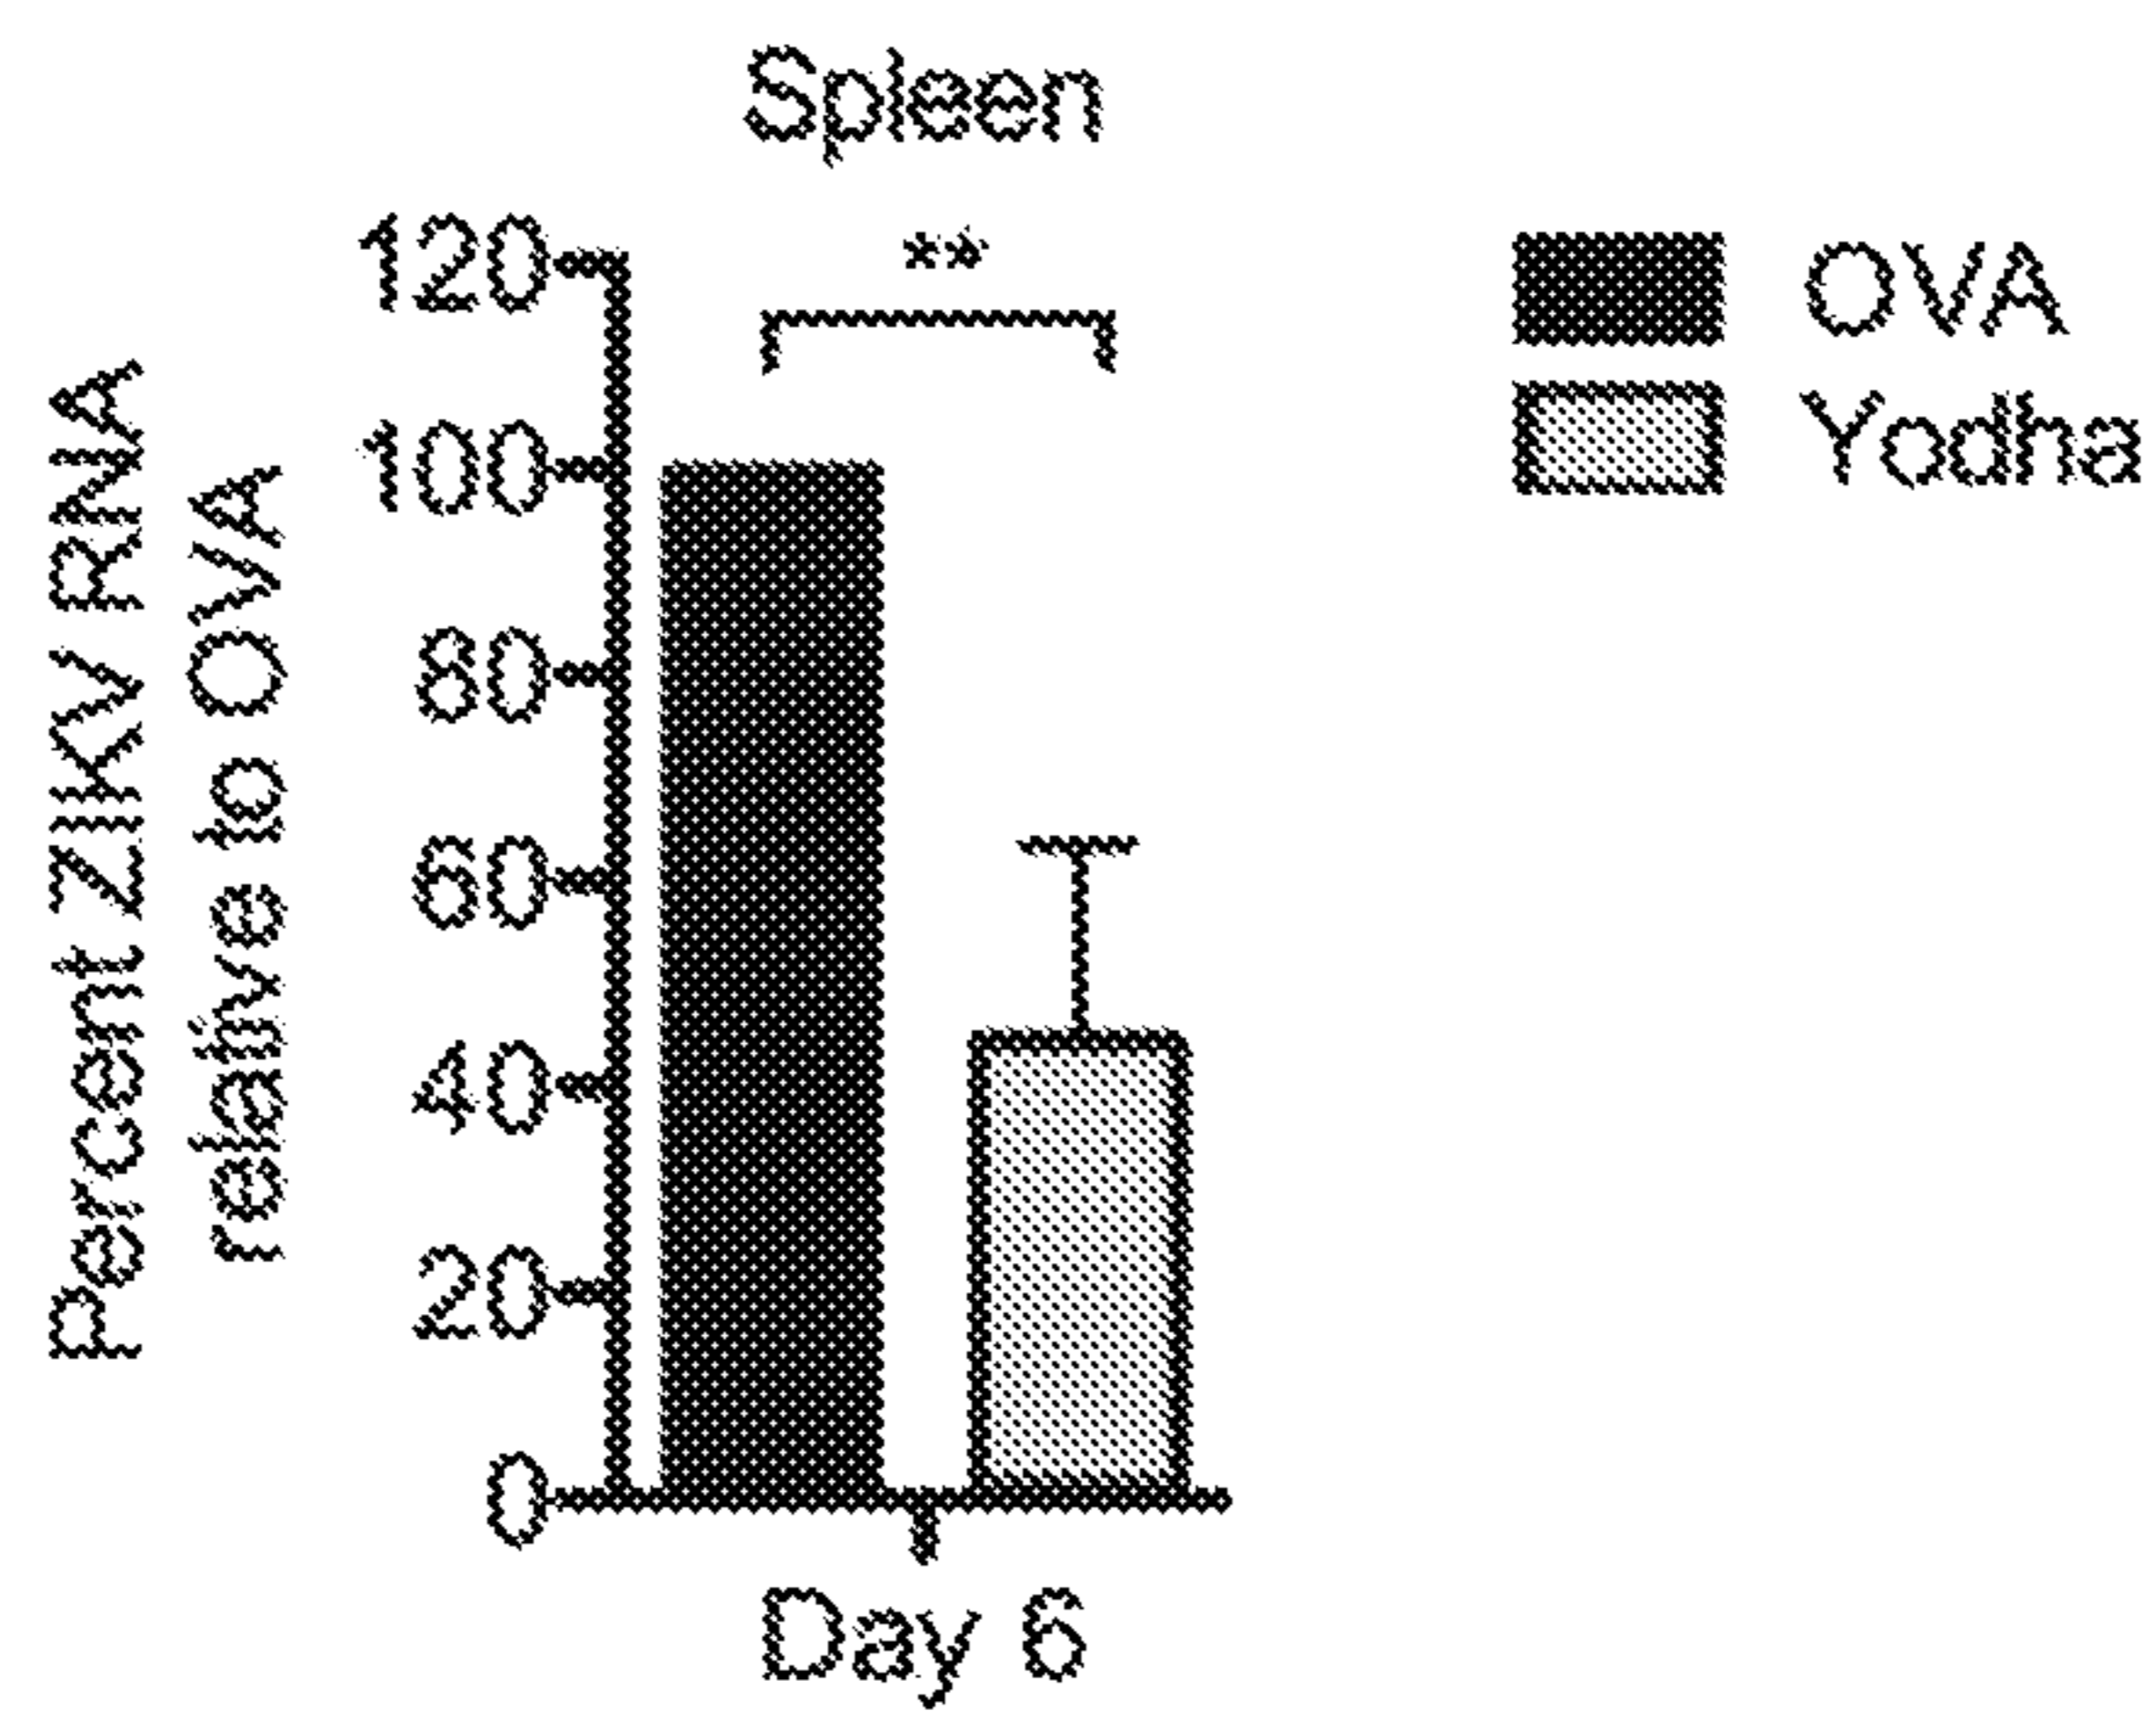 Spleen
**
Percent ZIKV RNA
relative to OVA
120
100
80
60
40
20
0
Day 6
OVA
Yodha